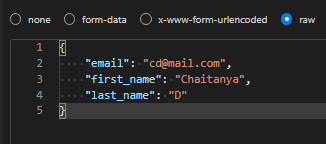 none form-data x-www-form-urlencoded raw
1 {
2 "email": "cd@mail.com",
3 "first_name": "Chaitanya",
4 "last_name": "D"
5 }